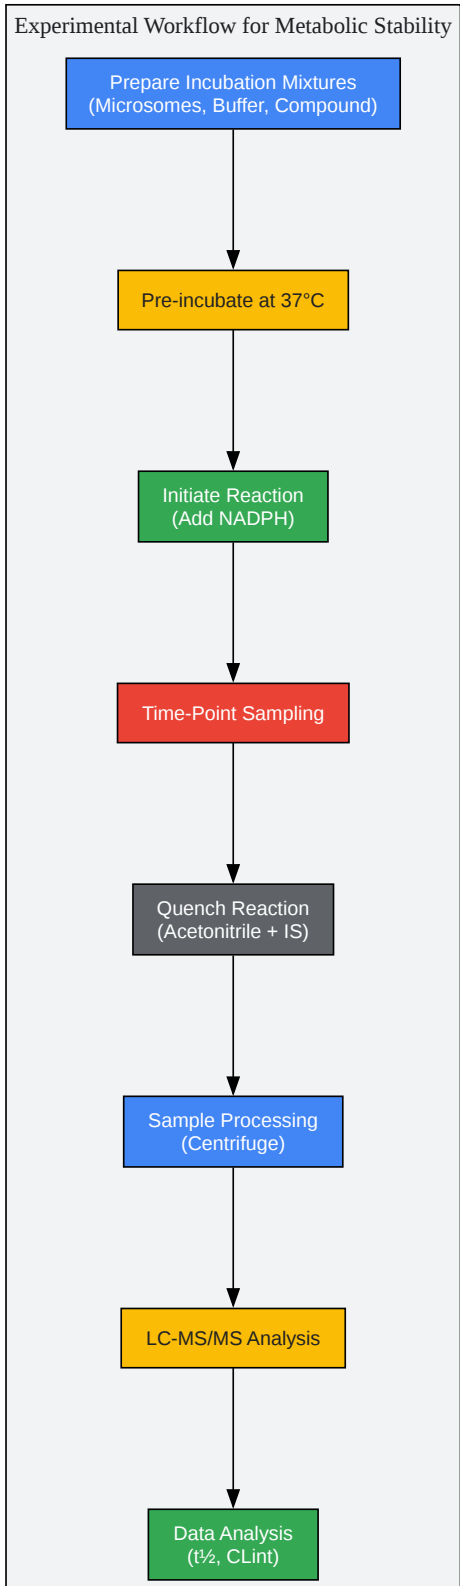 Experimental Workflow for Metabolic Stability
Prepare Incubation Mixtures
(Microsomes, Buffer, Compound)
Pre-incubate at 37°C
Initiate Reaction
(Add NADPH)
Time-Point Sampling
Quench Reaction
(Acetonitrile + IS)
Sample Processing
(Centrifuge)
LC-MS/MS Analysis
Data Analysis
(t½, CLint)